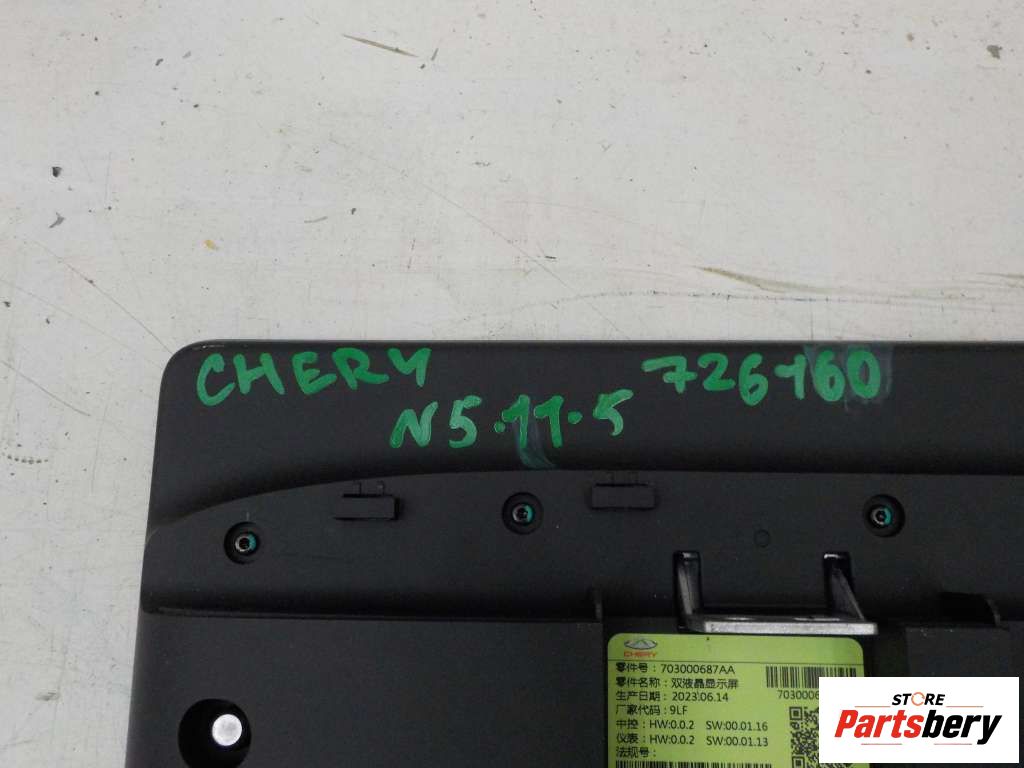 CHERY 726160
N5.11.5
CHERY
零件号：703000687AA
零件名称：双液晶显示屏
生产日期：2023.06.14
厂家代码：9LF
中控：HW:0.0.2 SW:00.01.16
仪表：HW:0.0.2 SW:00.01.13
法规号：
STORE
Partsbery